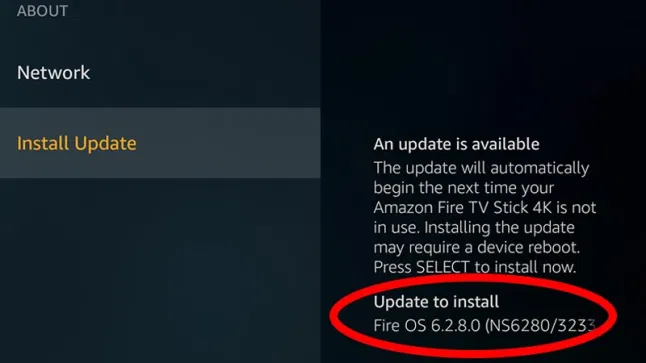 ABOUT
Network
Install Update
An update is available
The update will automatically
begin the next time your
Amazon Fire TV Stick 4K is not
in use. Installing the update
may require a device reboot.
Press SELECT to install now.
Update to install
Fire OS 6.2.8.0 (NS6280/3233